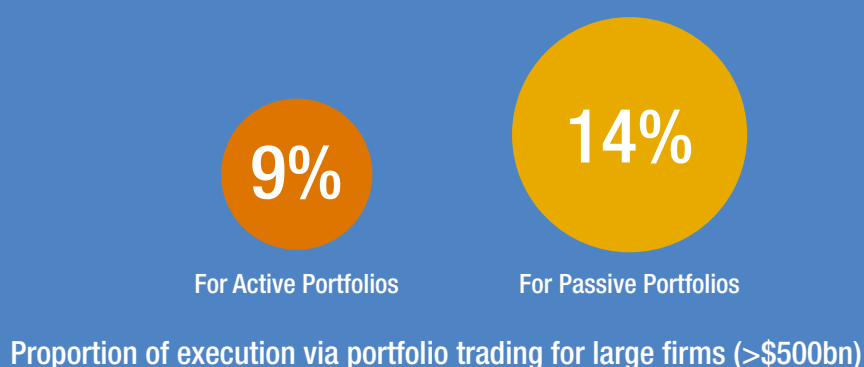 9%
14%
For Active Portfolios
For Passive Portfolios
Proportion of execution via portfolio trading for large firms (>$500bn)